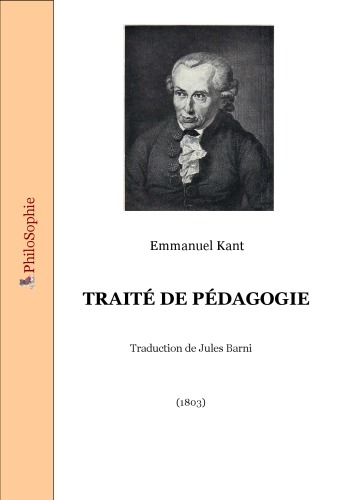 PhiloSophie
Emmanuel Kant
TRAITÉ DE PÉDAGOGIE
Traduction de Jules Barni
(1803)